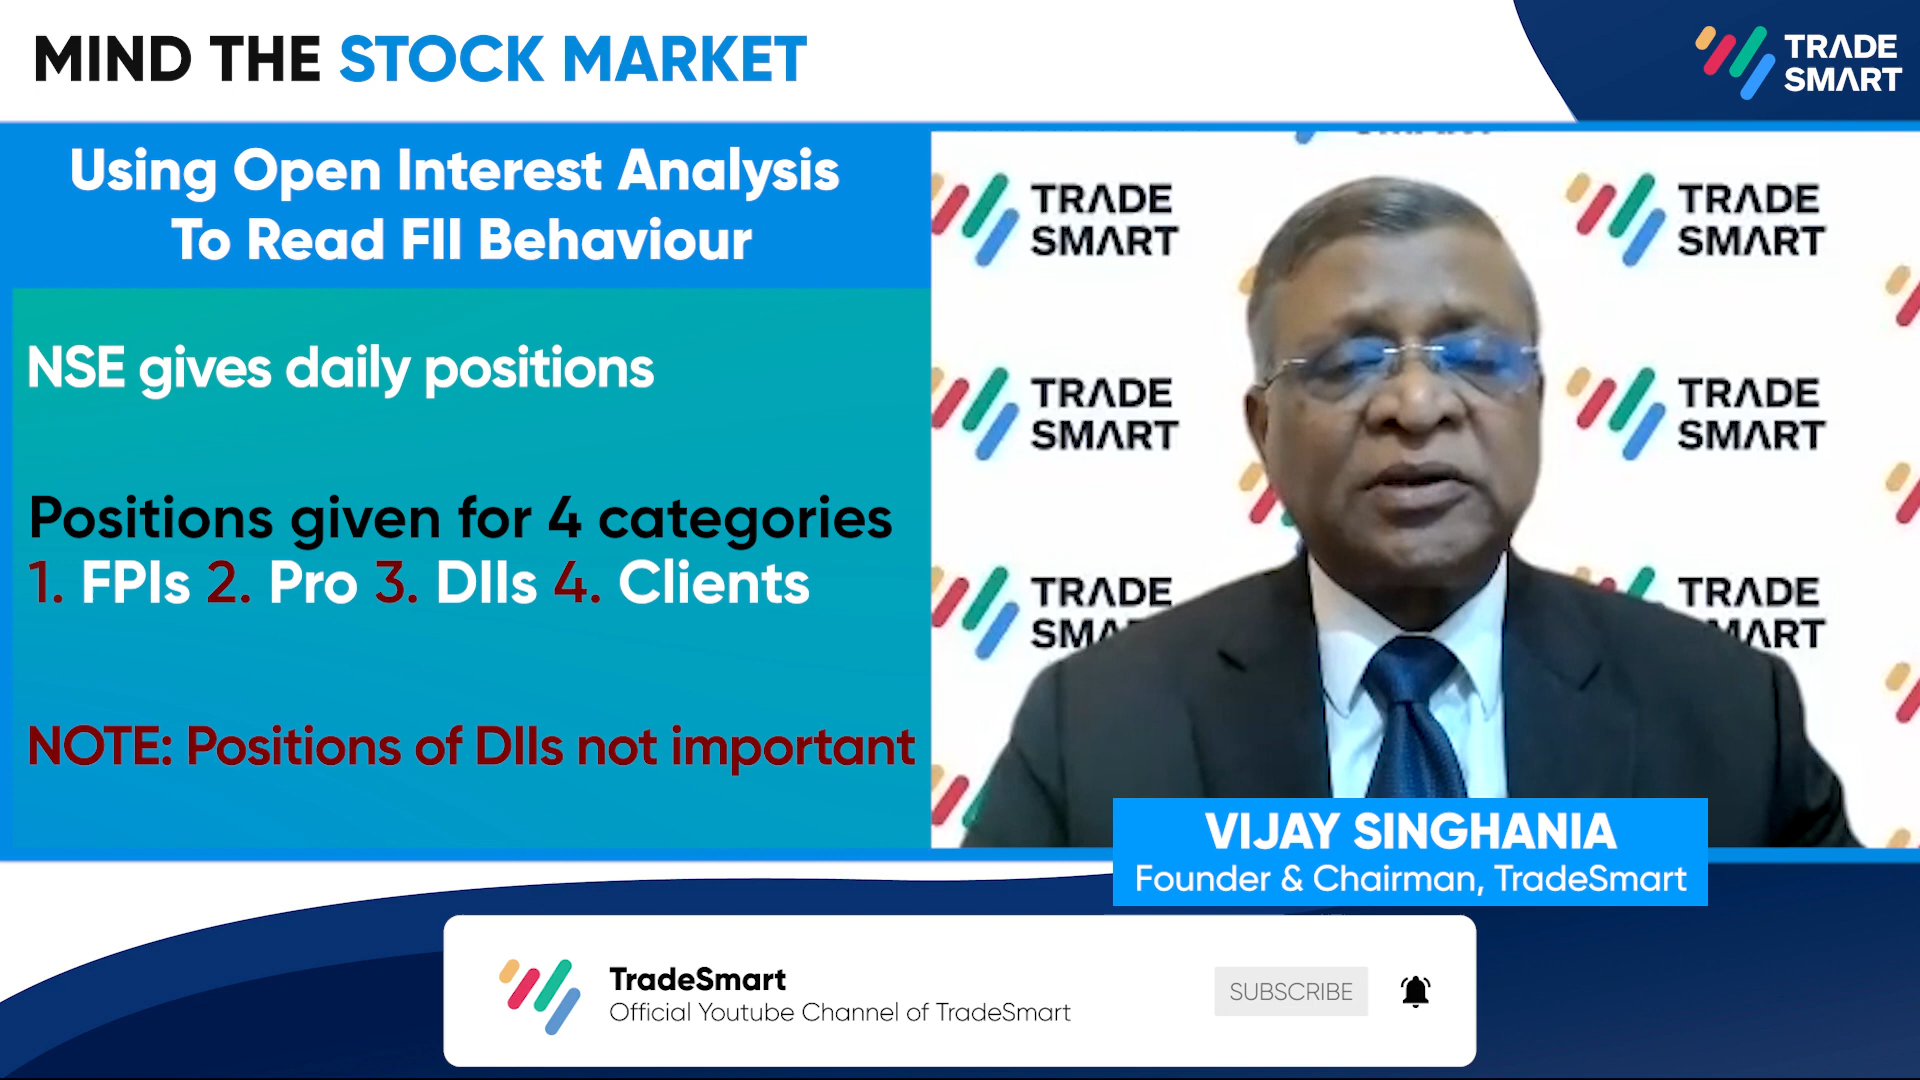 MIND THE STOCK MARKET
TRADE
SMART
Using Open Interest Analysis
To Read FII Behaviour
NSE gives daily positions
Positions given for 4 categories
1. FPIs 2. Pro 3. DIIs 4. Clients
NOTE: Positions of DIIs not important
TRADE
SMART
TRADE
SMART
TRADE
SMART
TRADE
SMART
TRADE
TRADE
SMART
VIJAY SINGHANIA
Founder & Chairman, TradeSmart
TradeSmart
Official Youtube Channel of TradeSmart
SUBSCRIBE